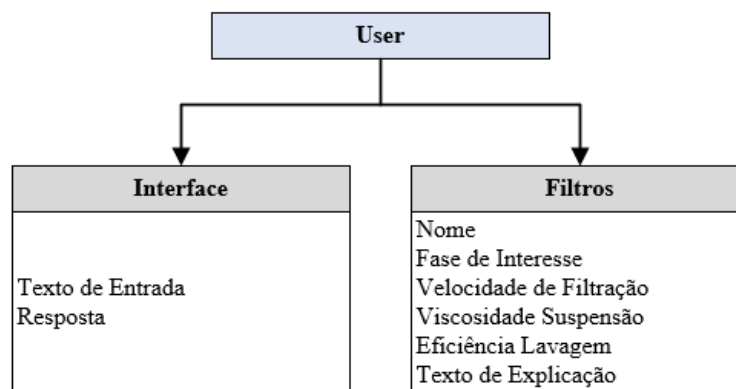 User
Interface
Texto de Entrada
Resposta
Filtros
Nome
Fase de Interesse
Velocidade de Filtração
Viscosidade Suspensão
Eficiência Lavagem
Texto de Explicação